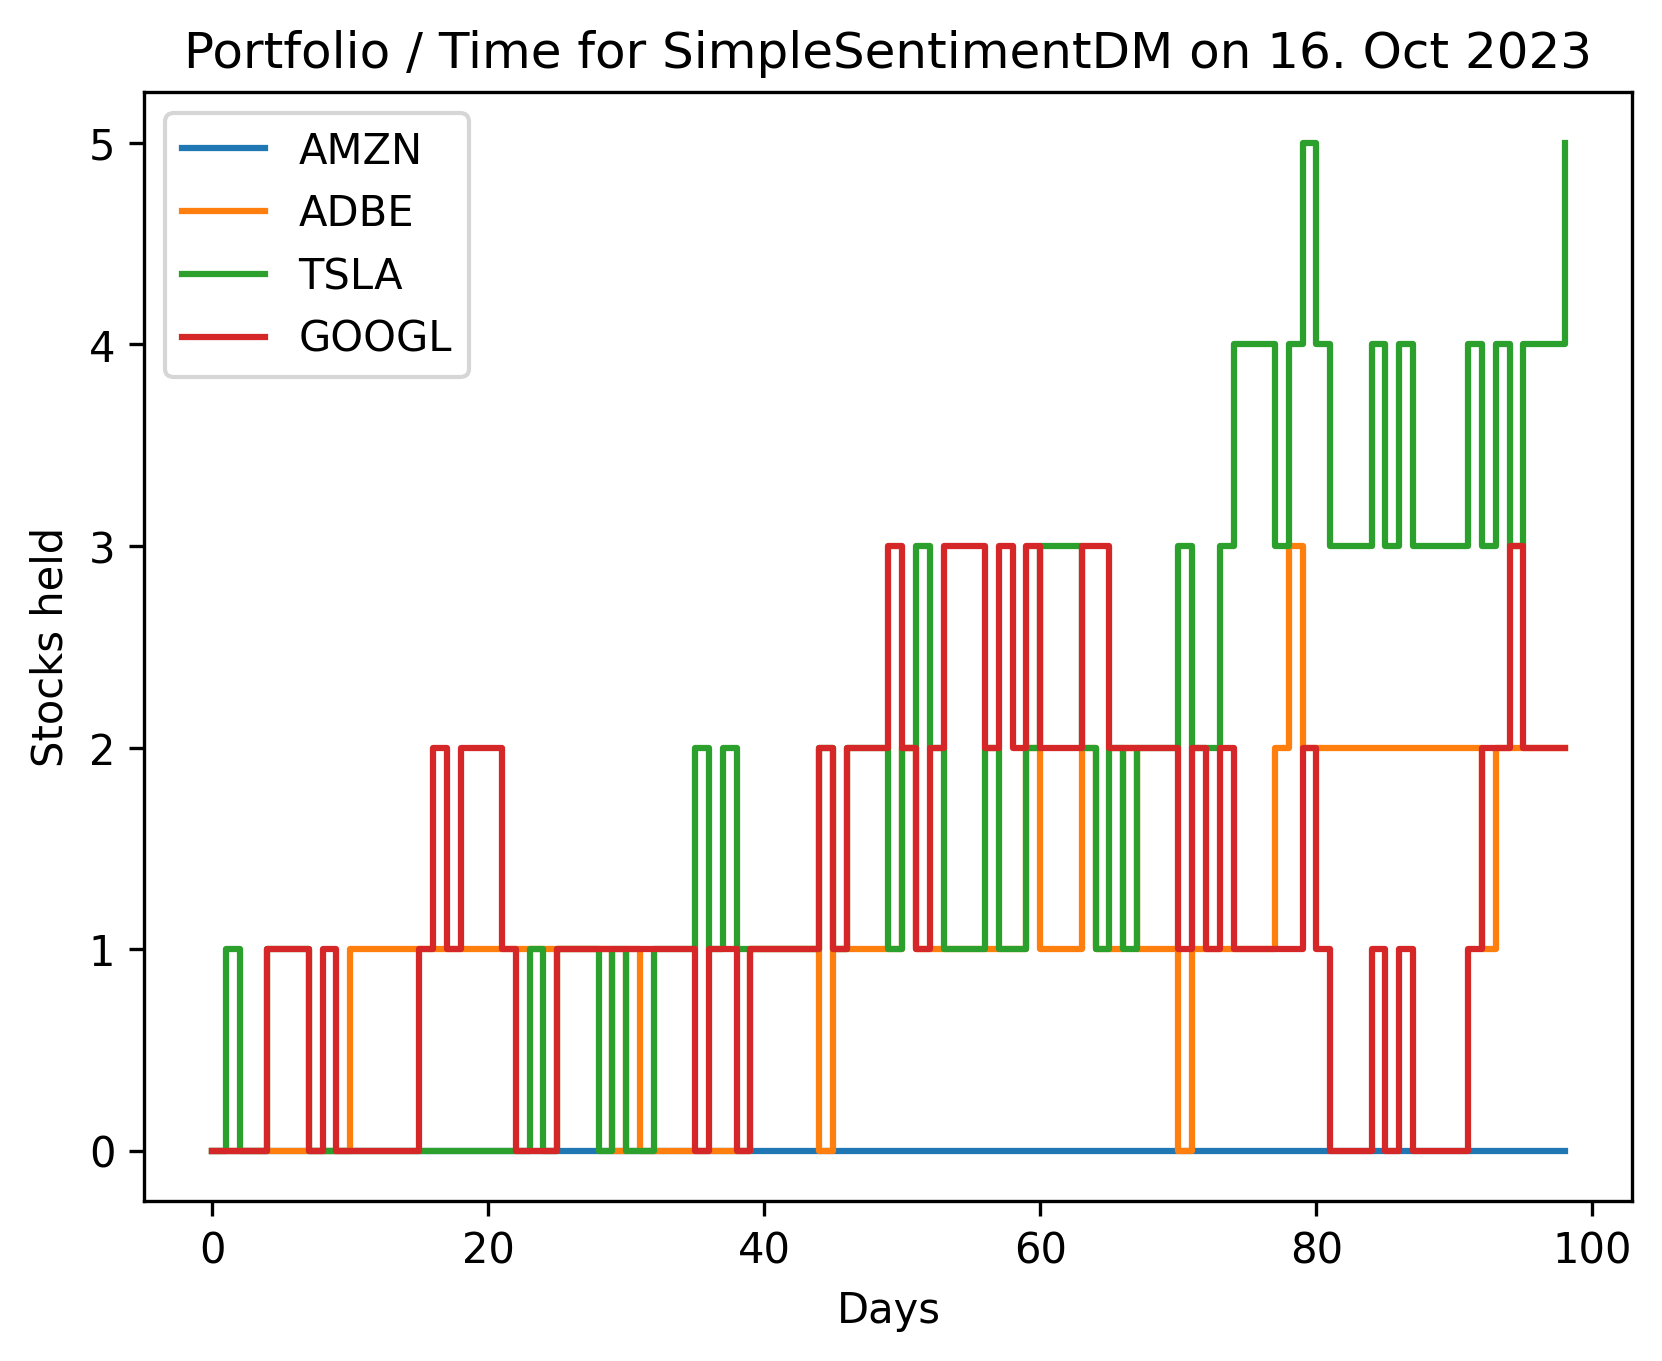 Portfolio / Time for SimpleSentimentDM on 16. Oct 2023
AMZN
ADBE
TSLA
GOOGL
5
4
3
2
1
0
Stocks held
0 20 40 60 80 100
Days